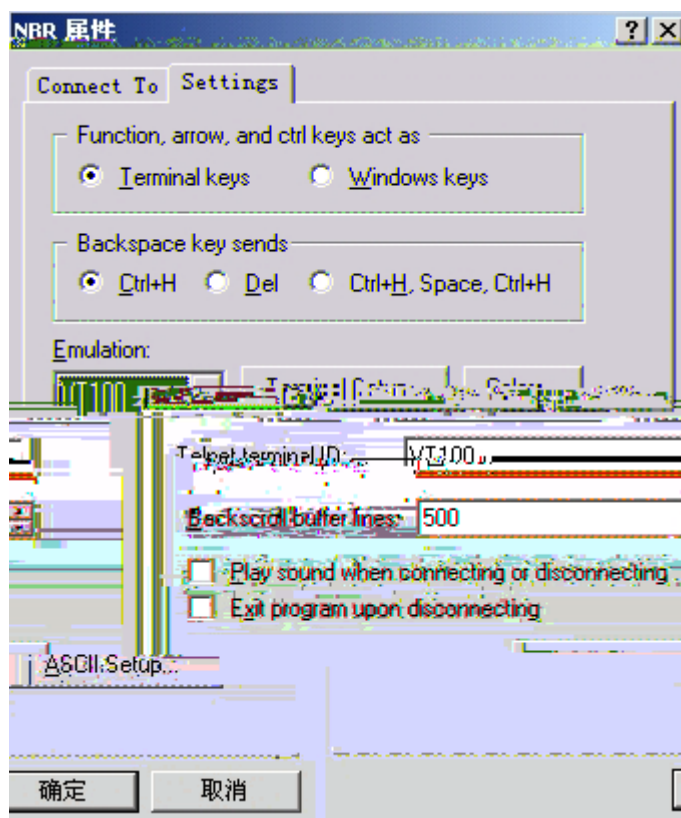 NBR 属性
Connect To Settings
Function, arrow, and ctrl keys act as
Terminal keys Windows keys
Backspace key sends
Ctrl+H Del Ctrl+H, Space, Ctrl+H
Emulation:
VT100 Terminal Setup...
Telnet terminal ID: VT100
Backscroll buffer lines: 500
Play sound when connecting or disconnecting
Exit program upon disconnecting
ASCII Setup...
确定 取消